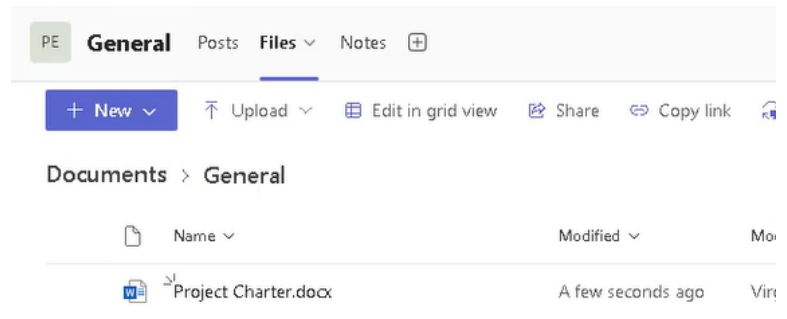 PE General Posts Files Notes
+ New Upload Edit in grid view Share Copy link
Documents > General
Name Modified
W Project Charter.docx A few seconds ago